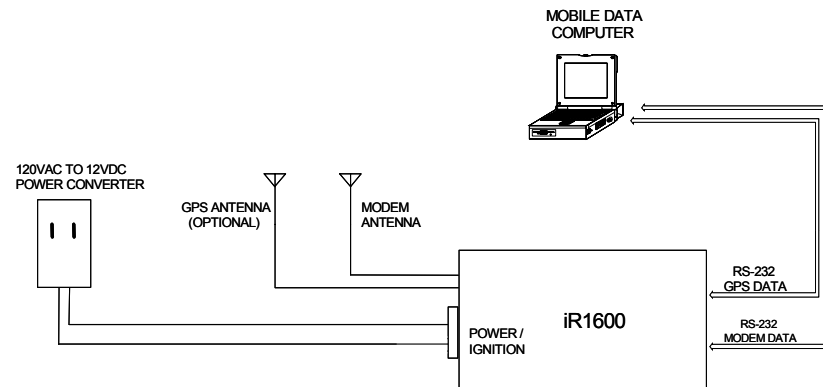 MOBILE DATA
COMPUTER
120VAC TO 12VDC
POWER CONVERTER
GPS ANTENNA
(OPTIONAL)
MODEM
ANTENNA
RS-232
GPS DATA
iR1600
POWER /
IGNITION
RS-232
MODEM DATA